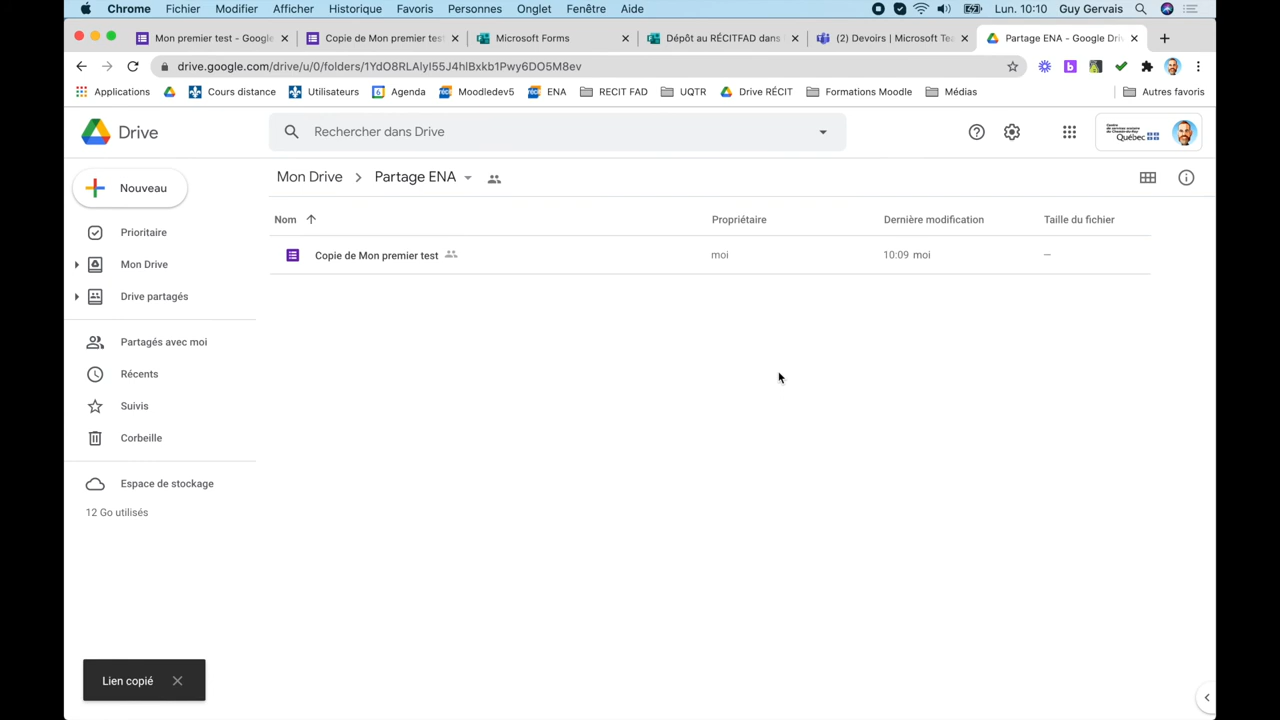 Chrome Fichier Modifier Afficher Historique Favoris Personnes Onglet Fenêtre Aide Lun. 10:10 Guy Gervais
Mon premier test - Google Copie de Mon premier test Microsoft Forms Dépôt au RÉCITFAD dans (2) Devoirs | Microsoft Tea Partage ENA - Google Driv
drive.google.com/drive/u/0/folders/1YdO8RLAlyI55J4hlBxkb1Pwy6DO5M8ev
Applications Cours distance Utilisateurs Agenda Moodledev5 ENA RECIT FAD UQTR Drive RÉCIT Formations Moodle Médias Autres favoris
Drive Rechercher dans Drive
Québec
Mon Drive Partage ENA
Nouveau
Nom Propriétaire Dernière modification Taille du fichier
Copie de Mon premier test moi 10:09 moi —
Prioritaire
Mon Drive
Drive partagés
Partagés avec moi
Récents
Suivis
Corbeille
Espace de stockage
12 Go utilisés
Lien copié